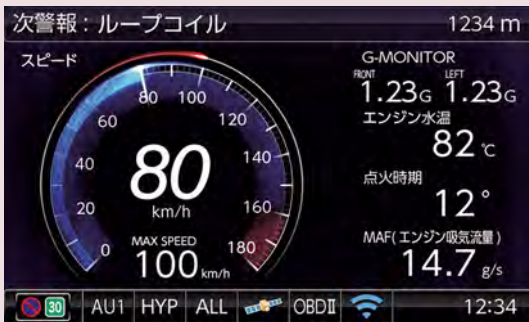 次警報：ループコイル 1234 m
スピード
G-MONITOR
FRONT LEFT
1.23G 1.23G
エンジン水温
82 ℃
点火時期
12°
MAF(エンジン吸気流量)
14.7 g/s
0 20 40 60 80 100 120 140 160 180
80
km/h
MAX SPEED
100 km/h
30 AU1 HYP ALL OBDⅡ 12:34